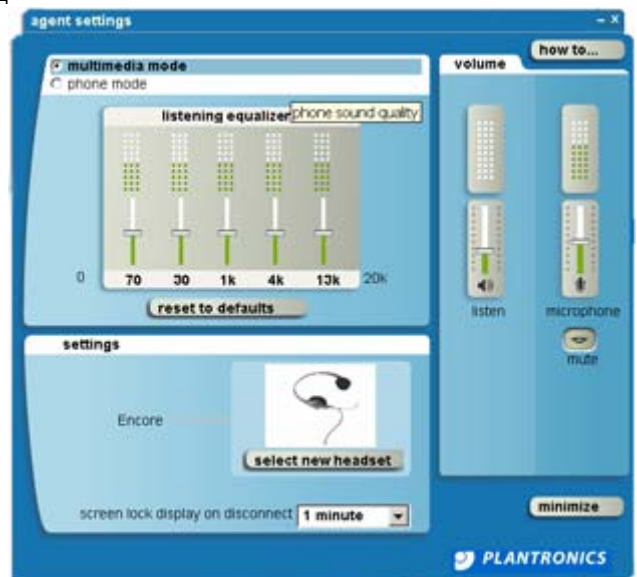 agent settings
how to...
multimedia mode
phone mode
volume
listening equalizer
phone sound quality
0 70 30 1k 4k 13k 20k
reset to defaults
listen
microphone
mute
settings
Encore
select new headset
screen lock display on disconnect 1 minute
minimize
PLANTRONICS